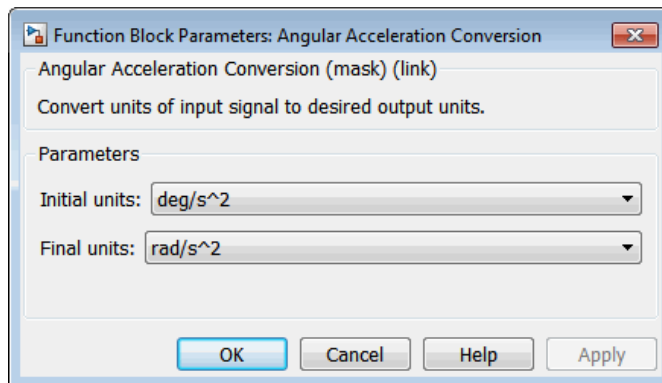 Function Block Parameters: Angular Acceleration Conversion
Angular Acceleration Conversion (mask) (link)
Convert units of input signal to desired output units.
Parameters
Initial units: deg/s^2
Final units: rad/s^2
OK Cancel Help Apply